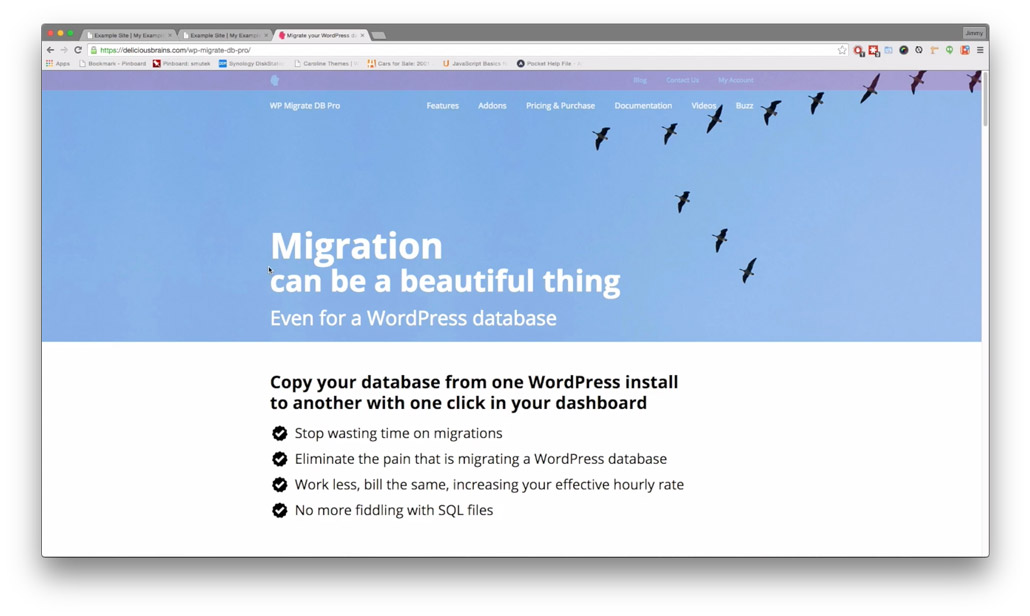 Example Site | My Exampl
Example Site | My Exampl
Migrate your WordPress d
Jimmy
https://deliciousbrains.com/wp-migrate-db-pro/
Apps
Bookmark - Pinboard
Pinboard: smutek
Synology DiskStat
Caroline Themes |
Cars for Sale: 200
JavaScript Basics
Pocket Help File -
Blog
Contact Us
My Account
WP Migrate DB Pro
Features
Addons
Pricing & Purchase
Documentation
Videos
Buzz
Migration
can be a beautiful thing
Even for a WordPress database
Copy your database from one WordPress install
to another with one click in your dashboard
Stop wasting time on migrations
Eliminate the pain that is migrating a WordPress database
Work less, bill the same, increasing your effective hourly rate
No more fiddling with SQL files